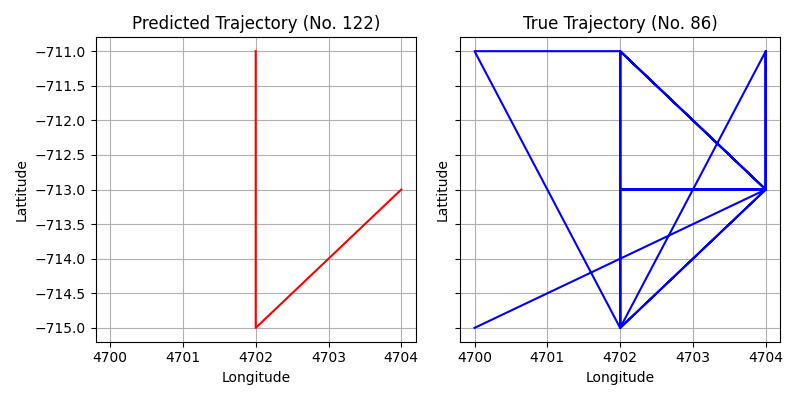 Predicted Trajectory (No. 122)
True Trajectory (No. 86)
−711.0
−711.5
−712.0
−712.5
−713.0
−713.5
−714.0
−714.5
−715.0
Lattitude
Lattitude
4700 4701 4702 4703 4704
4700 4701 4702 4703 4704
Longitude
Longitude